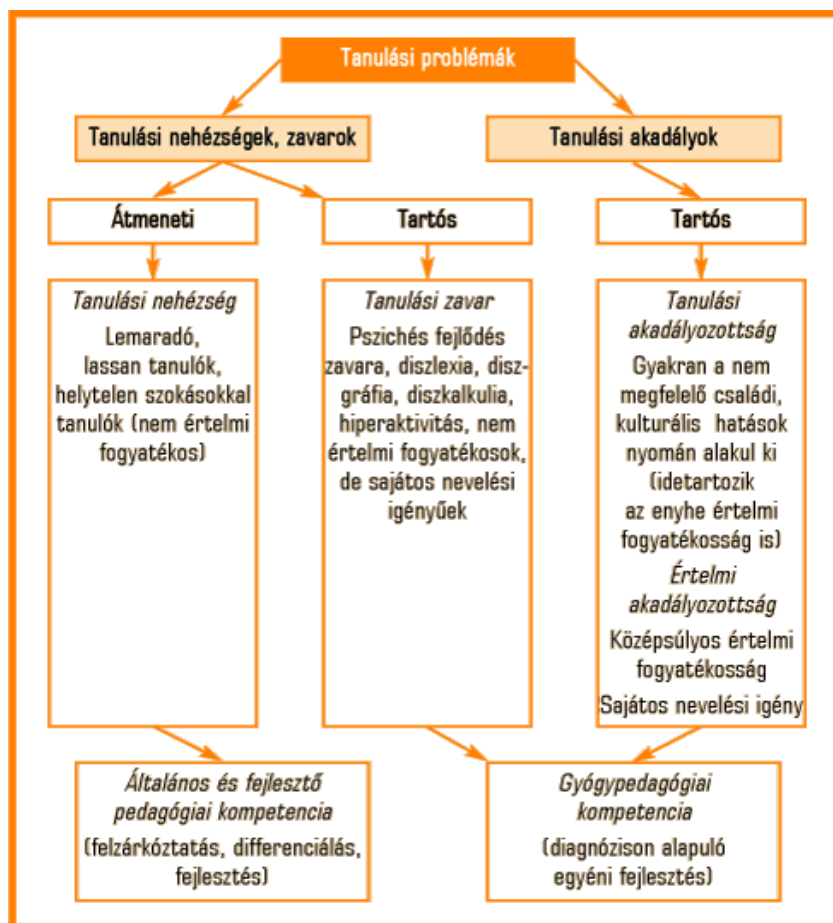 Tanulási problémák
Tanulási nehézségek, zavarok
Tanulási akadályok
Átmeneti
Tartós
Tartós
Tanulási nehézség
Lemaradó,
lassan tanulók,
helytelen szokásokkal
tanulók (nem értelmi
fogyatékos)
Tanulási zavar
Pszichés fejlődés
zavara, diszlexia, disz-
gráfia, diszkalkulia,
hiperaktivitás, nem
értelmi fogyatékosok,
de sajátos nevelési
igényűek
Tanulási
akadályozottság
Gyakran a nem
megfelelő családi,
kulturális hatások
nyomán alakul ki
(idetartozik
az enyhe értelmi
fogyatékosság is)
Értelmi
akadályozottság
Középsúlyos értelmi
fogyatékosság
Sajátos nevelési igény
Általános és fejlesztő
pedagógiai kompetencia
(felzárkóztatás, differenciálás,
fejlesztés)
Gyógypedagógiai
kompetencia
(diagnózison alapuló
egyéni fejlesztés)